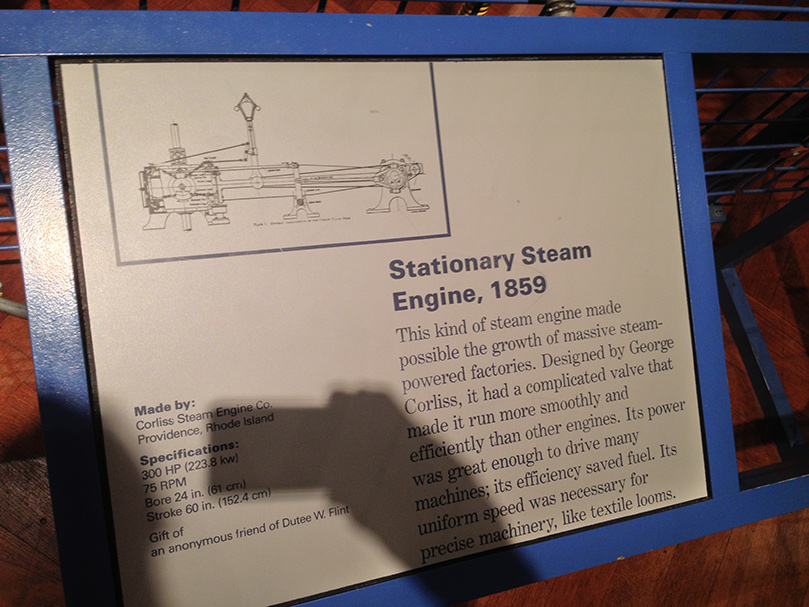 Stationary Steam
Engine, 1859
This kind of steam engine made
possible the growth of massive steam-
powered factories. Designed by George
Corliss, it had a complicated valve that
made it run more smoothly and
efficiently than other engines. Its power
was great enough to drive many
machines; its efficiency saved fuel. Its
uniform speed was necessary for
precise machinery, like textile looms.
Made by:
Corliss Steam Engine Co.
Providence, Rhode Island
Specifications:
300 HP (223.8 kw)
75 RPM
Bore 24 in. (61 cm)
Stroke 60 in. (152.4 cm)
Gift of
an anonymous friend of Dutee W. Flint